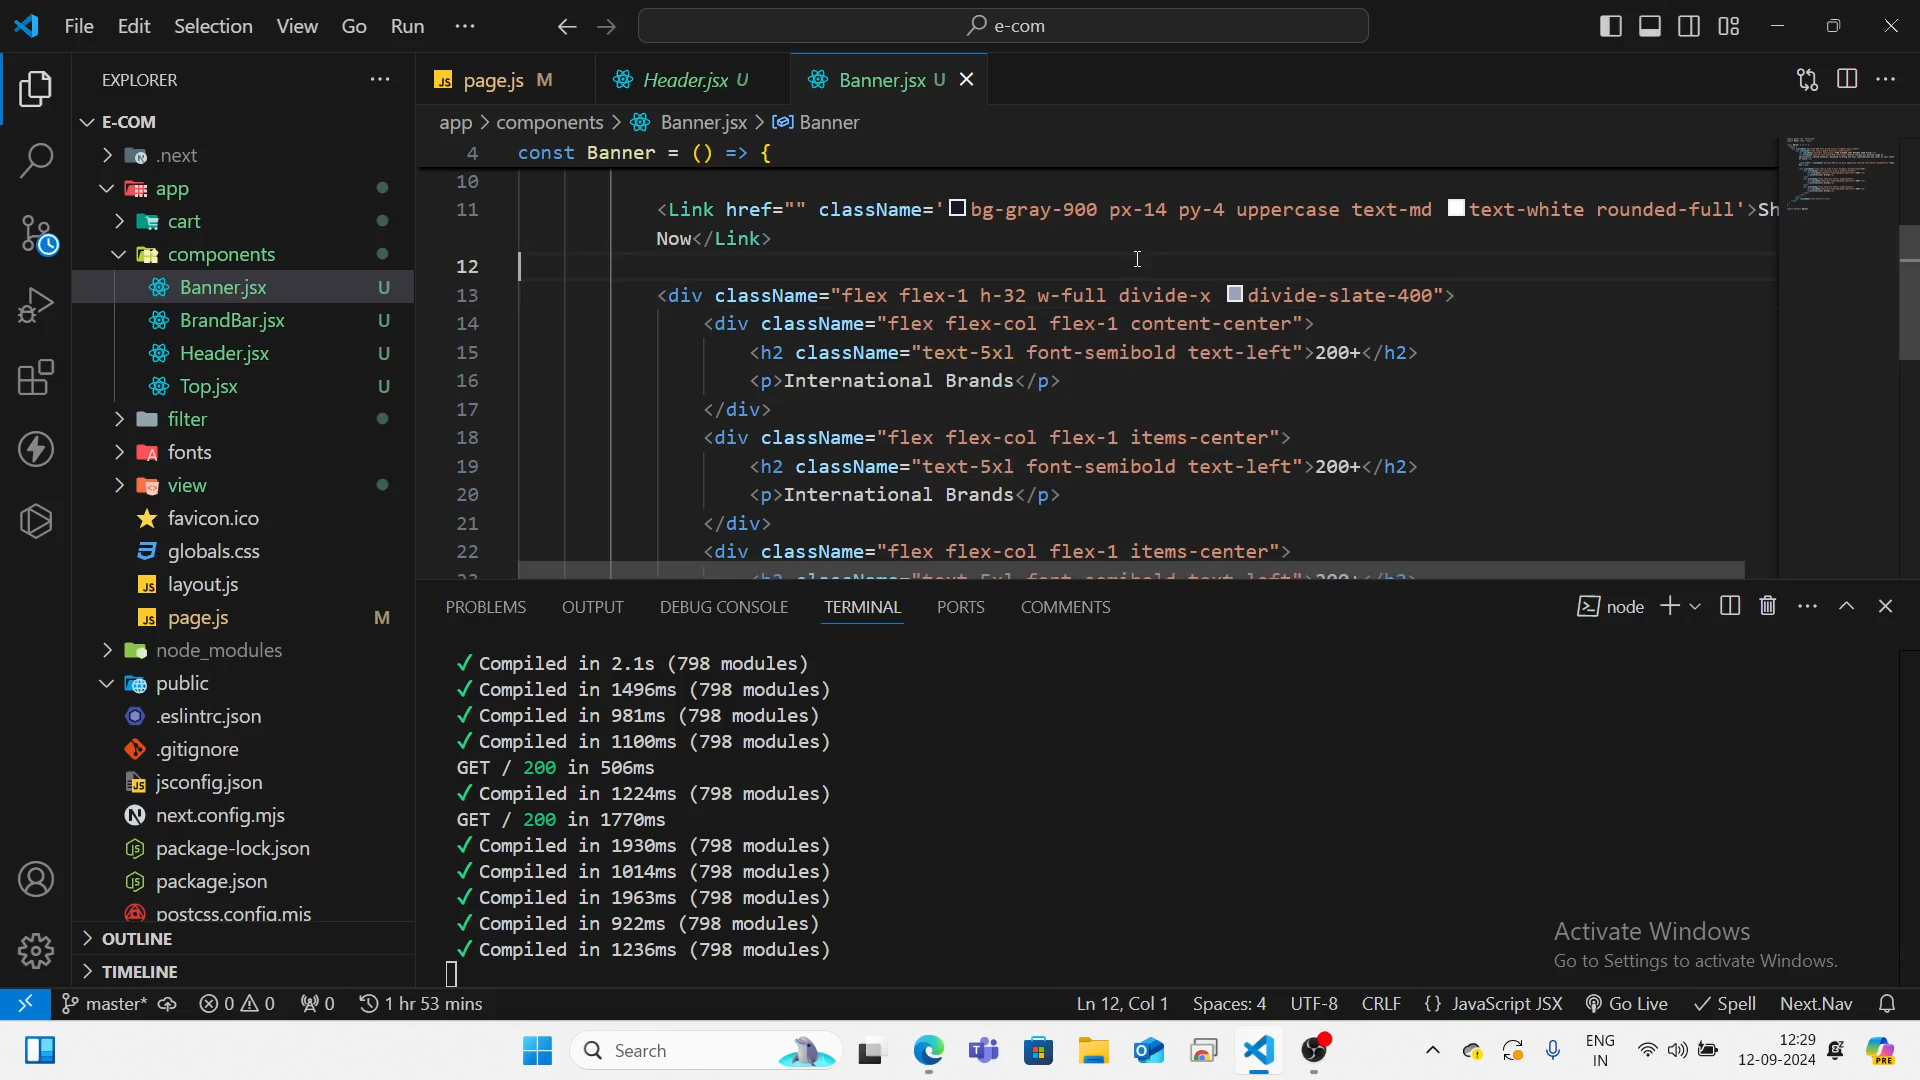 File Edit Selection View Go Run ··· e-com
EXPLORER ···
E-COM
.next
app
cart
components
Banner.jsx U
BrandBar.jsx U
Header.jsx U
Top.jsx U
filter
fonts
view
favicon.ico
globals.css
layout.js
page.js M
node_modules
public
.eslintrc.json
.gitignore
jsconfig.json
next.config.mjs
package-lock.json
package.json
postcss.config.mjs
OUTLINE
TIMELINE
page.js M Header.jsx U Banner.jsx U
app > components > Banner.jsx > Banner
4 const Banner = () => {
10
11 <Link href="" className='bg-gray-900 px-14 py-4 uppercase text-md text-white rounded-full'>Sh
Now</Link>
12
13 <div className="flex flex-1 h-32 w-full divide-x divide-slate-400">
14 <div className="flex flex-col flex-1 content-center">
15 <h2 className="text-5xl font-semibold text-left">200+</h2>
16 <p>International Brands</p>
17 </div>
18 <div className="flex flex-col flex-1 items-center">
19 <h2 className="text-5xl font-semibold text-left">200+</h2>
20 <p>International Brands</p>
21 </div>
22 <div className="flex flex-col flex-1 items-center">
PROBLEMS OUTPUT DEBUG CONSOLE TERMINAL PORTS COMMENTS node
✓ Compiled in 2.1s (798 modules)
✓ Compiled in 1496ms (798 modules)
✓ Compiled in 981ms (798 modules)
✓ Compiled in 1100ms (798 modules)
GET / 200 in 506ms
✓ Compiled in 1224ms (798 modules)
GET / 200 in 1770ms
✓ Compiled in 1930ms (798 modules)
✓ Compiled in 1014ms (798 modules)
✓ Compiled in 1963ms (798 modules)
✓ Compiled in 922ms (798 modules)
✓ Compiled in 1236ms (798 modules)
Activate Windows
Go to Settings to activate Windows.
master* 0 0 0 1 hr 53 mins Ln 12, Col 1 Spaces: 4 UTF-8 CRLF {} JavaScript JSX Go Live Spell Next.Nav
Search
ENG
IN
12:29
12-09-2024
PRE